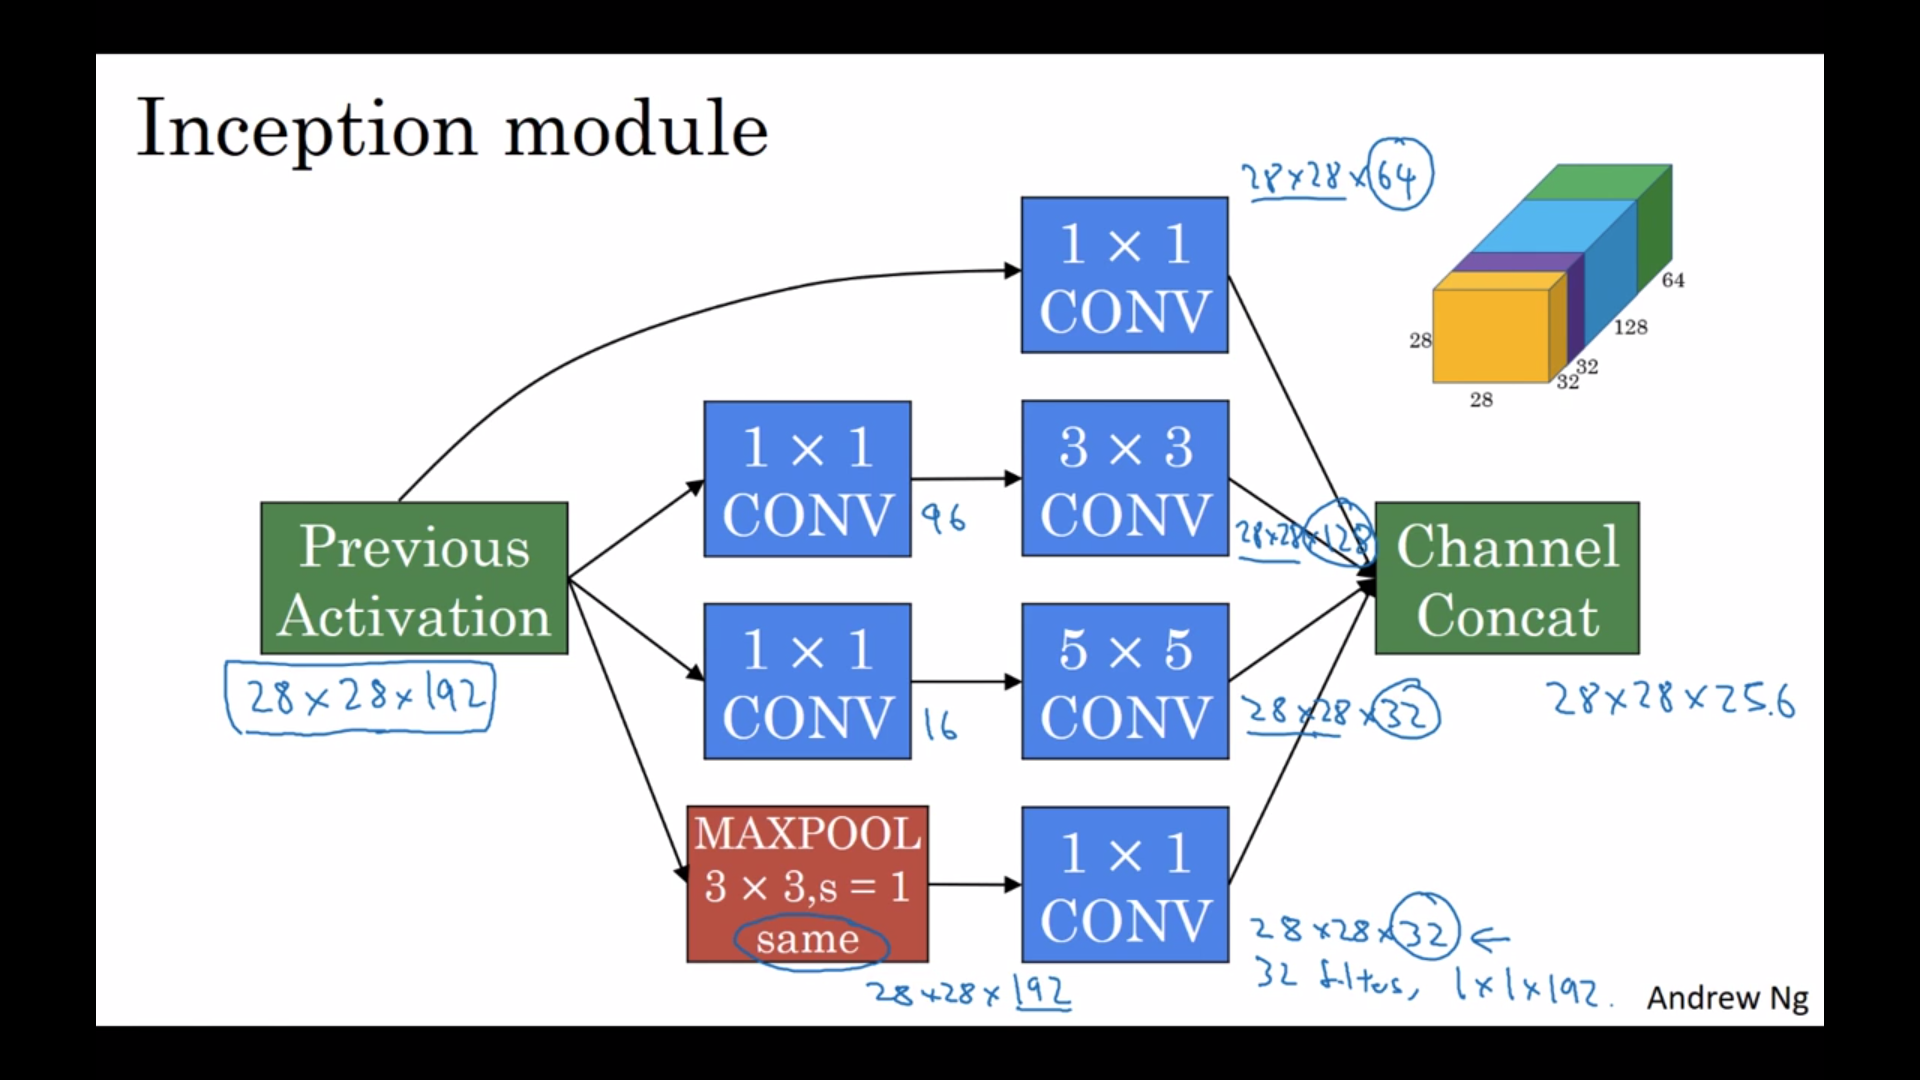 Inception module
28×28×64
1 × 1
CONV
64
128
32
32
28
28
1 × 1
CONV
96
3 × 3
CONV
28×28×128
Previous
Activation
28×28×192
Channel
Concat
28×28×256
1 × 1
CONV
16
5 × 5
CONV
28×28×32
MAXPOOL
3 × 3,s = 1
same
28×28×192
1 × 1
CONV
28×28×32 ←
32 filters, 1×1×192.
Andrew Ng